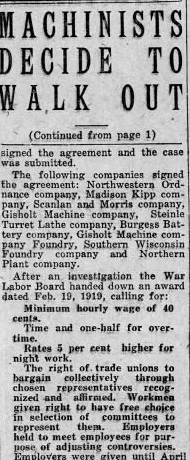 MACHINISTS
DECIDE TO
WALK OUT
(Continued from page 1)
signed the agreement and the case
was submitted.
The following companies signed
the agreement: Northwestern Ord-
nance company, Madison Kipp com-
pany, Scanlan and Morris company,
Gisholt Machine company, Steinle
Turret Lathe company, Burgess Bat-
tery company, Gisholt Machine com-
pany Foundry, Southern Wisconsin
Foundry company and Northern
Plant company.
After an investigation the War
Labor Board handed down an award
dated Feb. 19, 1919, calling for:
Minimum hourly wage of 40
cents.
Time and one-half for over-
time.
Rates 5 per cent higher for
night work.
The right of trade unions to
bargain collectively through
chosen representatives recog-
nized and affirmed. Workmen
given right to have free choice
in selection of committees to
represent them. Employers
held to meet employees for pur-
pose of adjusting controversies.
Employers were given until April